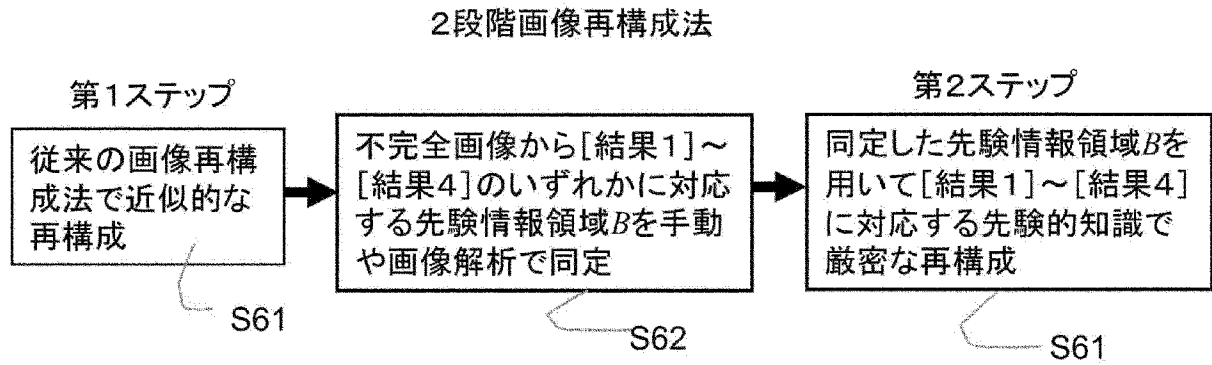 2段階画像再構成法
第1ステップ
従来の画像再構
成法で近似的な
再構成
S61
不完全画像から[結果1]～
[結果4]のいずれかに対応
する先験情報領域Bを手動
や画像解析で同定
S62
第2ステップ
同定した先験情報領域Bを
用いて[結果1]～[結果4]
に対応する先験的知識で
厳密な再構成
S61